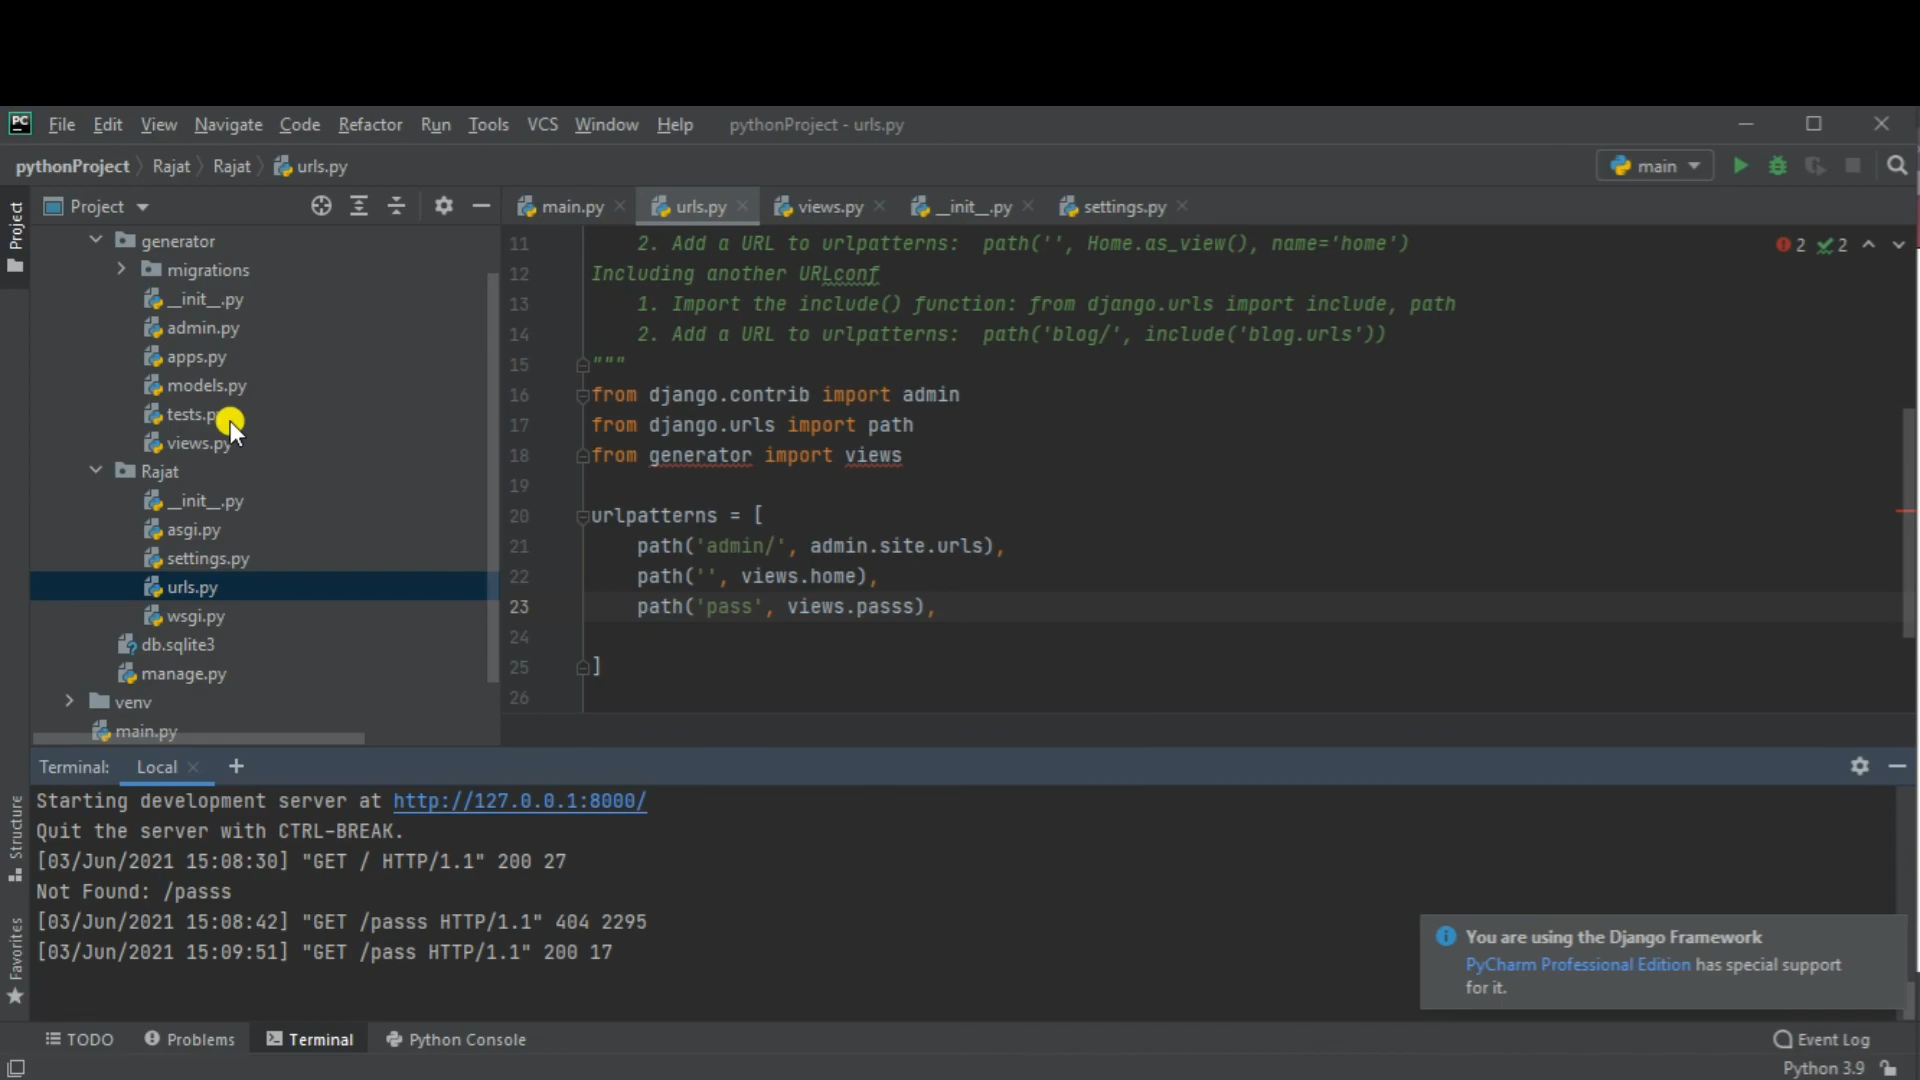 PC File Edit View Navigate Code Refactor Run Tools VCS Window Help pythonProject - urls.py
pythonProject Rajat Rajat urls.py main
Project
Project main.py urls.py views.py __init__.py settings.py
generator
migrations
__init__.py
admin.py
apps.py
models.py
tests.p
views.py
Rajat
__init__.py
asgi.py
settings.py
urls.py
wsgi.py
db.sqlite3
manage.py
venv
main.py
2 2
11 2. Add a URL to urlpatterns: path('', Home.as_view(), name='home')
12 Including another URLconf
13 1. Import the include() function: from django.urls import include, path
14 2. Add a URL to urlpatterns: path('blog/', include('blog.urls'))
15 """
16 from django.contrib import admin
17 from django.urls import path
18 from generator import views
19
20 urlpatterns = [
21 path('admin/', admin.site.urls),
22 path('', views.home),
23 path('pass', views.passs),
24
25 ]
26
Terminal: Local +
Starting development server at http://127.0.0.1:8000/
Quit the server with CTRL-BREAK.
[03/Jun/2021 15:08:30] "GET / HTTP/1.1" 200 27
Not Found: /passs
[03/Jun/2021 15:08:42] "GET /passs HTTP/1.1" 404 2295
[03/Jun/2021 15:09:51] "GET /pass HTTP/1.1" 200 17
Structure
Favorites
You are using the Django Framework
PyCharm Professional Edition has special support
for it.
TODO Problems Terminal Python Console Event Log
Python 3.9